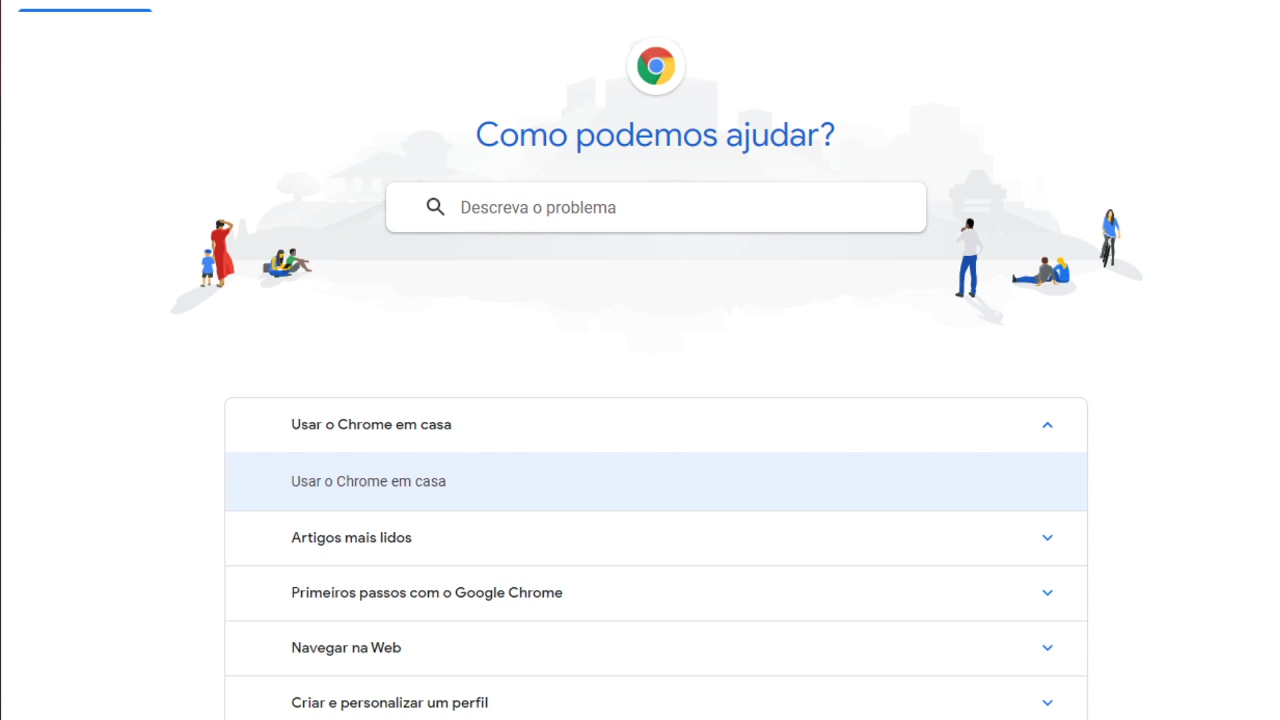 Como podemos ajudar?
Descreva o problema
Usar o Chrome em casa
Usar o Chrome em casa
Artigos mais lidos
Primeiros passos com o Google Chrome
Navegar na Web
Criar e personalizar um perfil